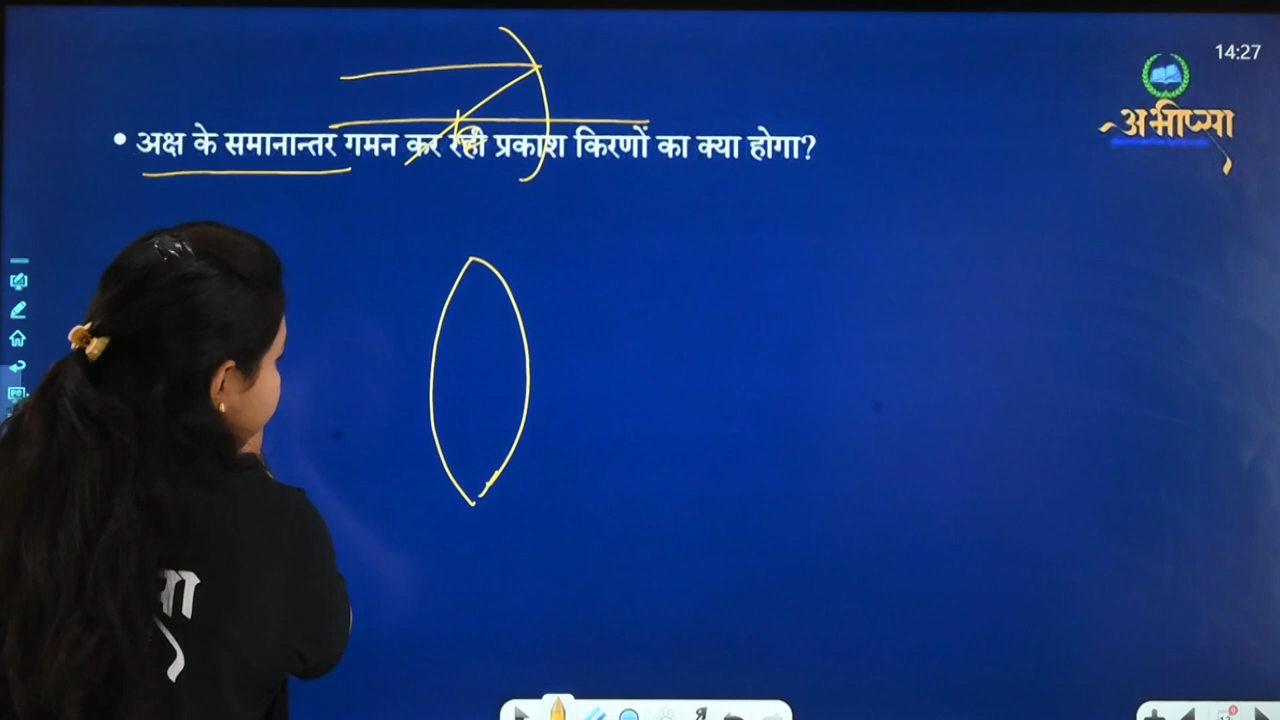 14:27
अभीप्सा
• अक्ष के समानान्तर गमन कर रही प्रकाश किरणों का क्या होगा?